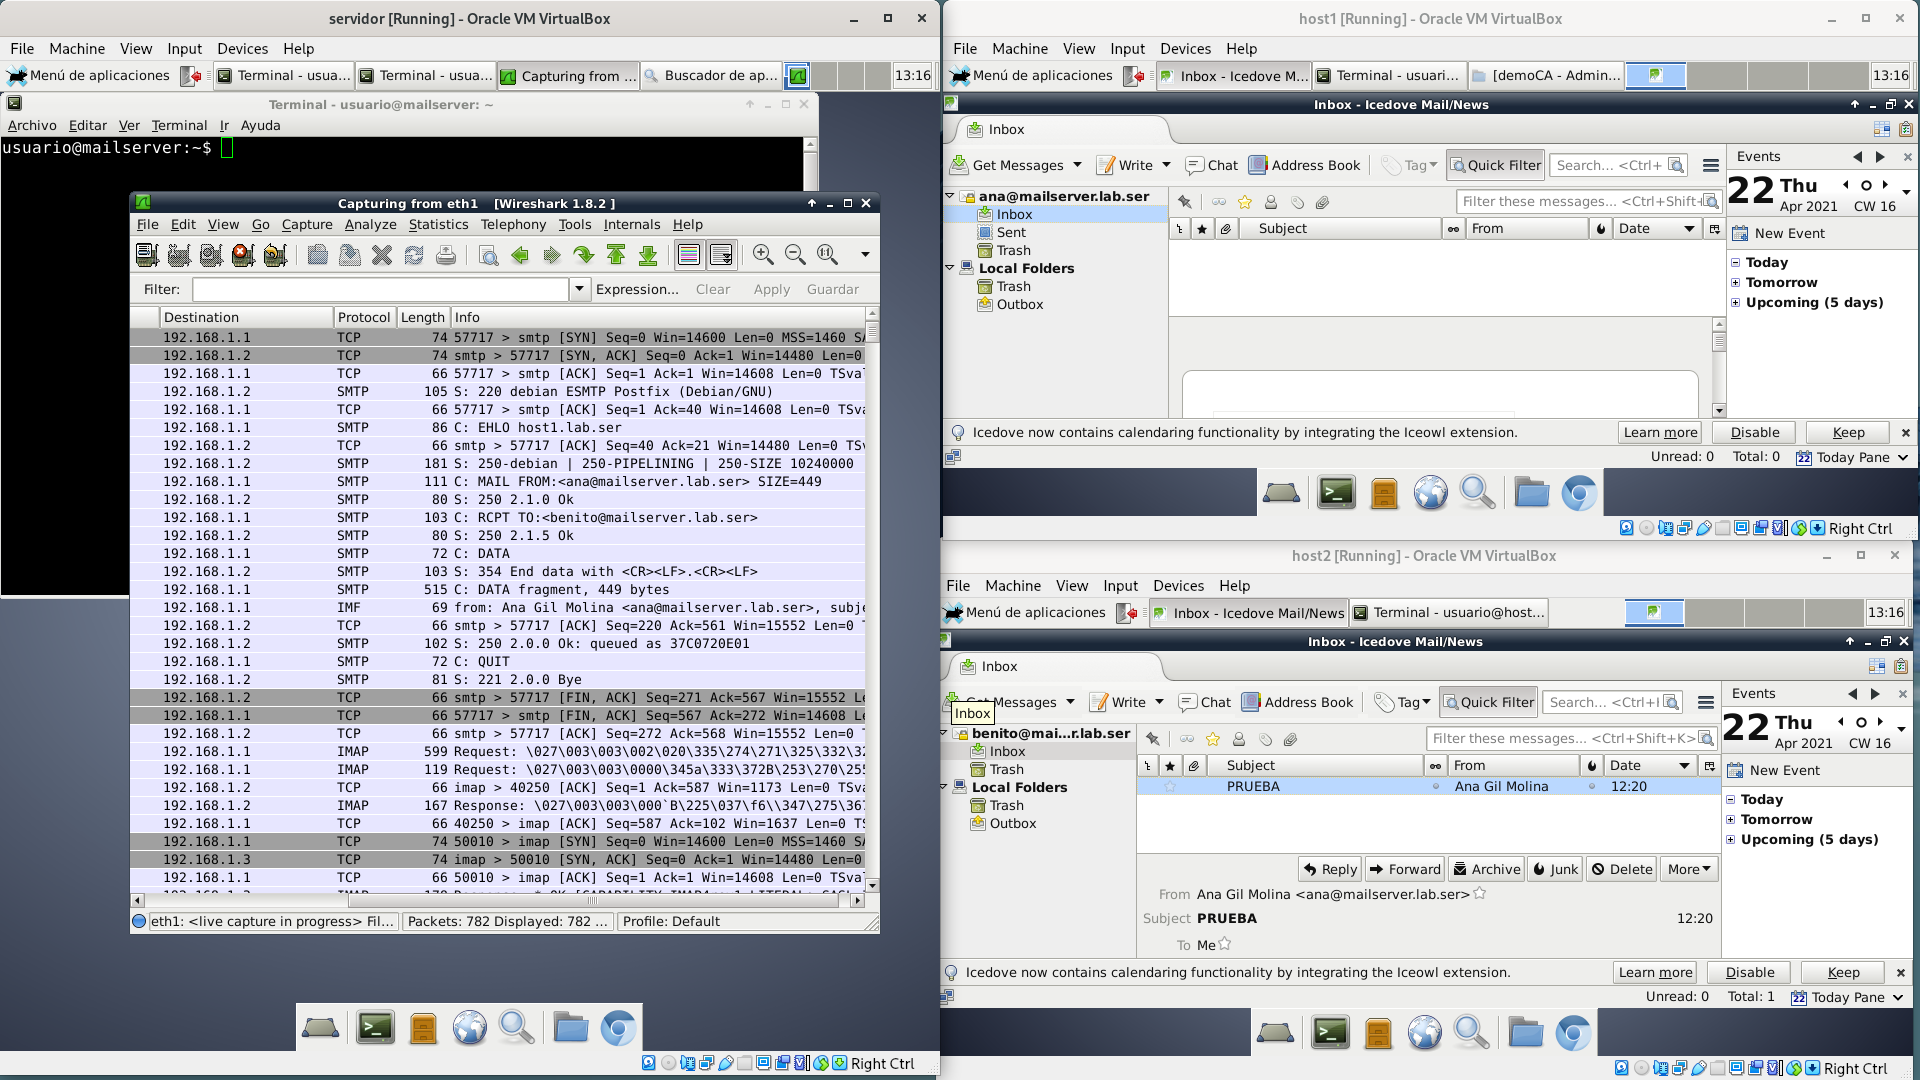 servidor [Running] - Oracle VM VirtualBox
File Machine View Input Devices Help
Menú de aplicaciones Terminal - usua... Terminal - usua... Capturing from ... Buscador de ap... 13:16
Terminal - usuario@mailserver: ~
Archivo Editar Ver Terminal Ir Ayuda
usuario@mailserver:~$
Capturing from eth1 [Wireshark 1.8.2 ]
File Edit View Go Capture Analyze Statistics Telephony Tools Internals Help
Filter: Expression... Clear Apply Guardar
Destination Protocol Length Info
192.168.1.1 TCP 74 57717 > smtp [SYN] Seq=0 Win=14600 Len=0 MSS=1460 SA
192.168.1.2 TCP 74 smtp > 57717 [SYN, ACK] Seq=0 Ack=1 Win=14480 Len=0
192.168.1.1 TCP 66 57717 > smtp [ACK] Seq=1 Ack=1 Win=14608 Len=0 TSval
192.168.1.2 SMTP 105 S: 220 debian ESMTP Postfix (Debian/GNU)
192.168.1.1 TCP 66 57717 > smtp [ACK] Seq=1 Ack=40 Win=14608 Len=0 TSva
192.168.1.1 SMTP 86 C: EHLO host1.lab.ser
192.168.1.2 TCP 66 smtp > 57717 [ACK] Seq=40 Ack=21 Win=14480 Len=0 TSv
192.168.1.2 SMTP 181 S: 250-debian | 250-PIPELINING | 250-SIZE 10240000
192.168.1.1 SMTP 111 C: MAIL FROM:<ana@mailserver.lab.ser> SIZE=449
192.168.1.2 SMTP 80 S: 250 2.1.0 Ok
192.168.1.1 SMTP 103 C: RCPT TO:<benito@mailserver.lab.ser>
192.168.1.2 SMTP 80 S: 250 2.1.5 Ok
192.168.1.1 SMTP 72 C: DATA
192.168.1.2 SMTP 103 S: 354 End data with <CR><LF>.<CR><LF>
192.168.1.1 SMTP 515 C: DATA fragment, 449 bytes
192.168.1.1 IMF 69 from: Ana Gil Molina <ana@mailserver.lab.ser>, subje
192.168.1.2 TCP 66 smtp > 57717 [ACK] Seq=220 Ack=561 Win=15552 Len=0 T
192.168.1.2 SMTP 102 S: 250 2.0.0 Ok: queued as 37C0720E01
192.168.1.1 SMTP 72 C: QUIT
192.168.1.2 SMTP 81 S: 221 2.0.0 Bye
192.168.1.2 TCP 66 smtp > 57717 [FIN, ACK] Seq=271 Ack=567 Win=15552 Le
192.168.1.1 TCP 66 57717 > smtp [FIN, ACK] Seq=567 Ack=272 Win=14608 Le
192.168.1.2 TCP 66 smtp > 57717 [ACK] Seq=272 Ack=568 Win=15552 Len=0 T
192.168.1.1 IMAP 599 Request: \027\003\003\002\020\335\274\271\325\332\32
192.168.1.1 IMAP 119 Request: \027\003\003\0000\345a\333\372B\253\270\255
192.168.1.2 TCP 66 imap > 40250 [ACK] Seq=1 Ack=587 Win=1173 Len=0 TSva
192.168.1.2 IMAP 167 Response: \027\003\003\000`B\225\037\f6\\347\275\367
192.168.1.1 TCP 66 40250 > imap [ACK] Seq=587 Ack=102 Win=1637 Len=0 TS
192.168.1.1 TCP 74 50010 > imap [SYN] Seq=0 Win=14600 Len=0 MSS=1460 SA
192.168.1.3 TCP 74 imap > 50010 [SYN, ACK] Seq=0 Ack=1 Win=14480 Len=0
192.168.1.1 TCP 66 50010 > imap [ACK] Seq=1 Ack=1 Win=14608 Len=0 TSval
eth1: <live capture in progress> Fil... Packets: 782 Displayed: 782 ... Profile: Default
Right Ctrl
host1 [Running] - Oracle VM VirtualBox
File Machine View Input Devices Help
Menú de aplicaciones Inbox - Icedove M... Terminal - usuari... [demoCA - Admin... 13:16
Inbox - Icedove Mail/News
Inbox
Get Messages Write Chat Address Book Tag Quick Filter Search... <Ctrl+
ana@mailserver.lab.ser
Inbox
Sent
Trash
Local Folders
Trash
Outbox
Filter these messages... <Ctrl+Shift+
Subject From Date
Events
22 Thu
Apr 2021 CW 16
New Event
Today
Tomorrow
Upcoming (5 days)
Icedove now contains calendaring functionality by integrating the Iceowl extension. Learn more Disable Keep
Unread: 0 Total: 0 22 Today Pane
Right Ctrl
host2 [Running] - Oracle VM VirtualBox
File Machine View Input Devices Help
Menú de aplicaciones Inbox - Icedove Mail/News Terminal - usuario@host... 13:16
Inbox - Icedove Mail/News
Inbox
Get Messages Write Chat Address Book Tag Quick Filter Search... <Ctrl+
Inbox
benito@mai...r.lab.ser
Inbox
Trash
Local Folders
Trash
Outbox
Filter these messages... <Ctrl+Shift+K>
Subject From Date
PRUEBA Ana Gil Molina 12:20
Reply Forward Archive Junk Delete More
From Ana Gil Molina <ana@mailserver.lab.ser>
Subject PRUEBA 12:20
To Me
Events
22 Thu
Apr 2021 CW 16
New Event
Today
Tomorrow
Upcoming (5 days)
Icedove now contains calendaring functionality by integrating the Iceowl extension. Learn more Disable Keep
Unread: 0 Total: 1 22 Today Pane
Right Ctrl